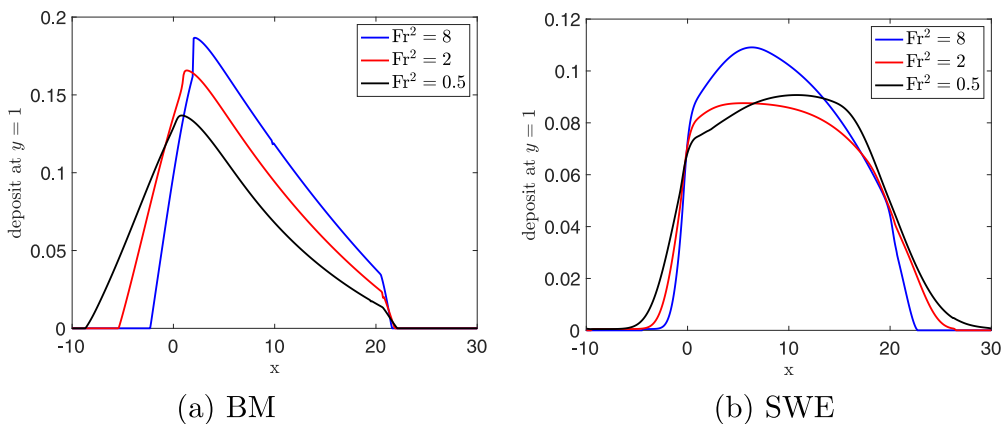 0.2
0.15
0.1
0.05
0
-10 0 10 20 30
x
deposit at y = 1
Fr² = 8
Fr² = 2
Fr² = 0.5
(a) BM
0.12
0.1
0.08
0.06
0.04
0.02
0
-10 0 10 20 30
x
deposit at y = 1
Fr² = 8
Fr² = 2
Fr² = 0.5
(b) SWE